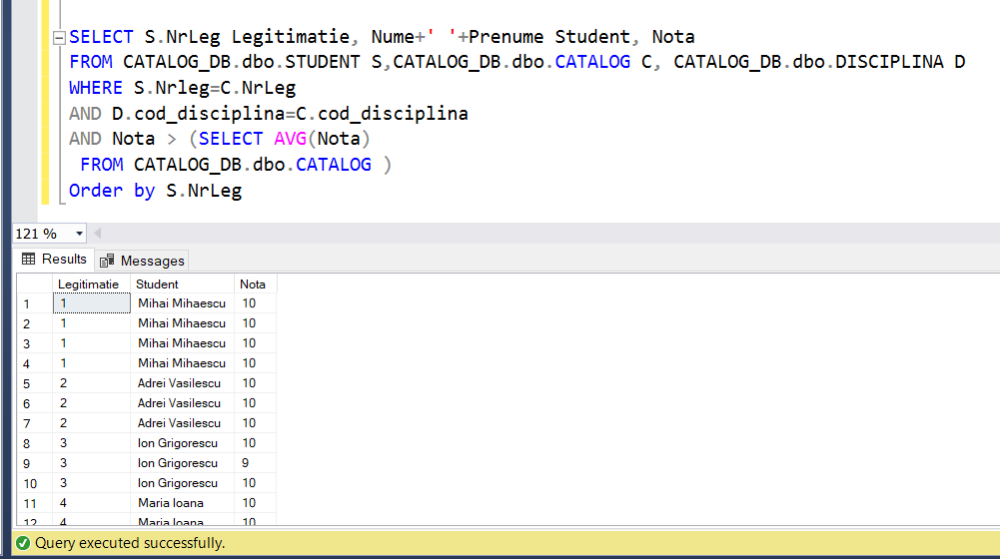 SELECT S.NrLeg Legitimatie, Nume+' '+Prenume Student, Nota
FROM CATALOG_DB.dbo.STUDENT S,CATALOG_DB.dbo.CATALOG C, CATALOG_DB.dbo.DISCIPLINA D
WHERE S.Nrleg=C.NrLeg
AND D.cod_disciplina=C.cod_disciplina
AND Nota > (SELECT AVG(Nota)
FROM CATALOG_DB.dbo.CATALOG )
Order by S.NrLeg
121 %
Results Messages
Legitimatie Student Nota
1 1 Mihai Mihaescu 10
2 1 Mihai Mihaescu 10
3 1 Mihai Mihaescu 10
4 1 Mihai Mihaescu 10
5 2 Adrei Vasilescu 10
6 2 Adrei Vasilescu 10
7 2 Adrei Vasilescu 10
8 3 Ion Grigorescu 10
9 3 Ion Grigorescu 9
10 3 Ion Grigorescu 10
11 4 Maria Ioana 10
12 4 Maria Ioana 10
Query executed successfully.